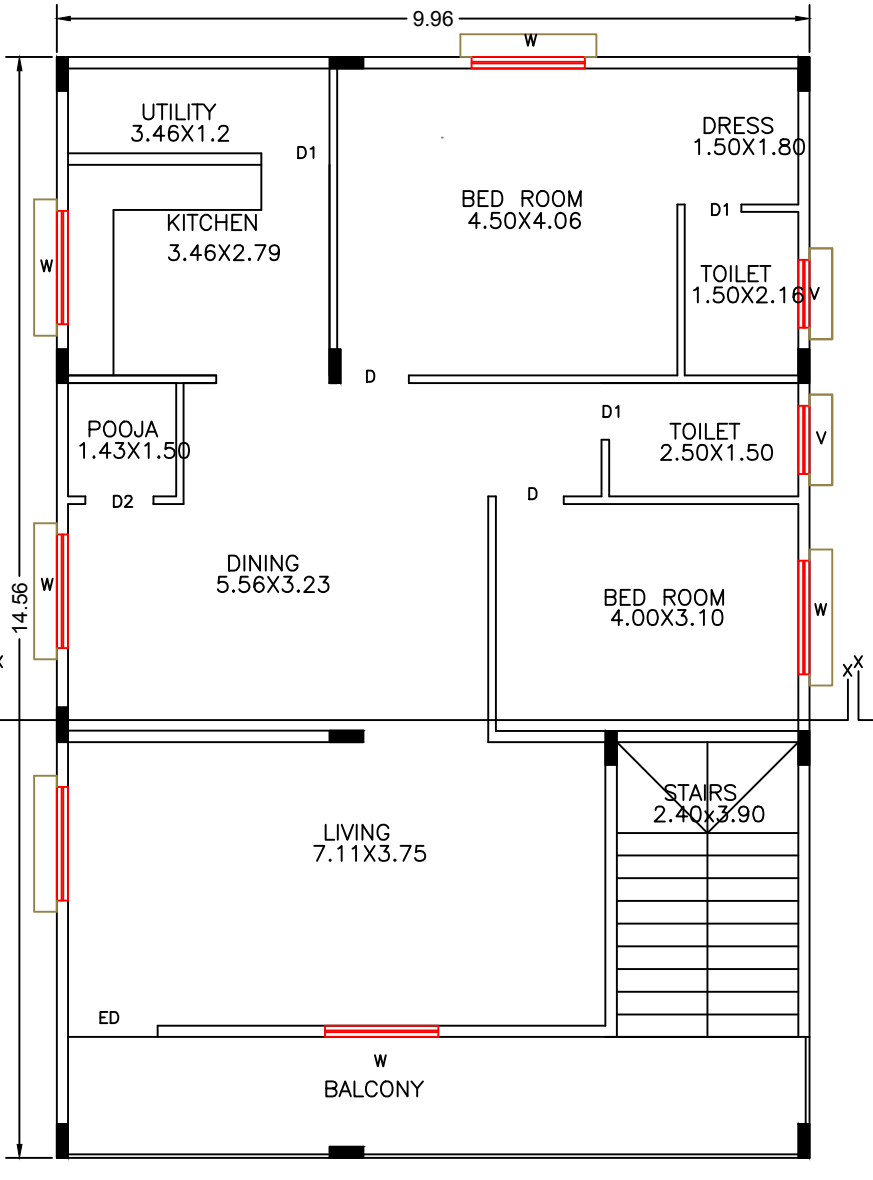 9.96
W
UTILITY
3.46X1.2
D1
DRESS
1.50X1.80
BED ROOM
4.50X4.06
D1
KITCHEN
3.46X2.79
W
TOILET
1.50X2.16
V
D
D1
POOJA
1.43X1.50
TOILET
2.50X1.50
V
D2
D
DINING
5.56X3.23
W
14.56
BED ROOM
4.00X3.10
W
X
X
X
STAIRS
2.40x3.90
LIVING
7.11X3.75
ED
W
BALCONY